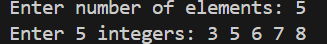 Enter number of elements: 5
Enter 5 integers: 3 5 6 7 8